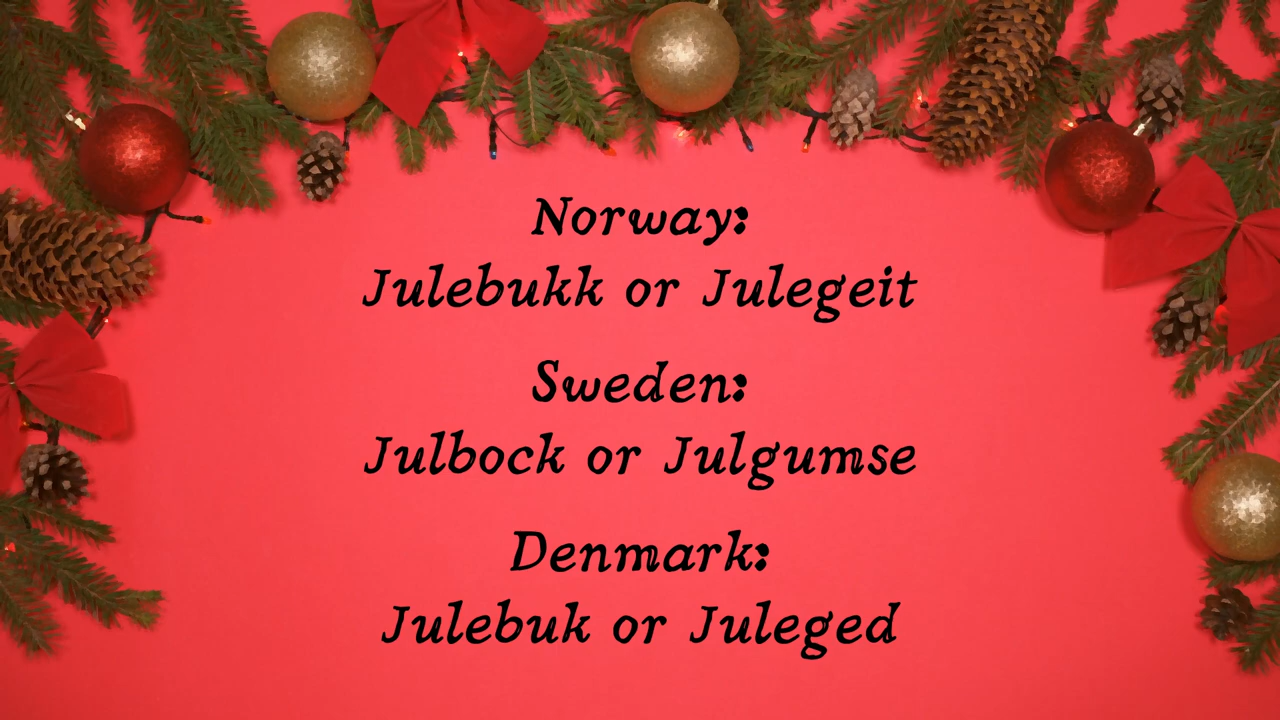 Norway:
Julebukk or Julegeit
Sweden:
Julbock or Julgumse
Denmark:
Julebuk or Juleged